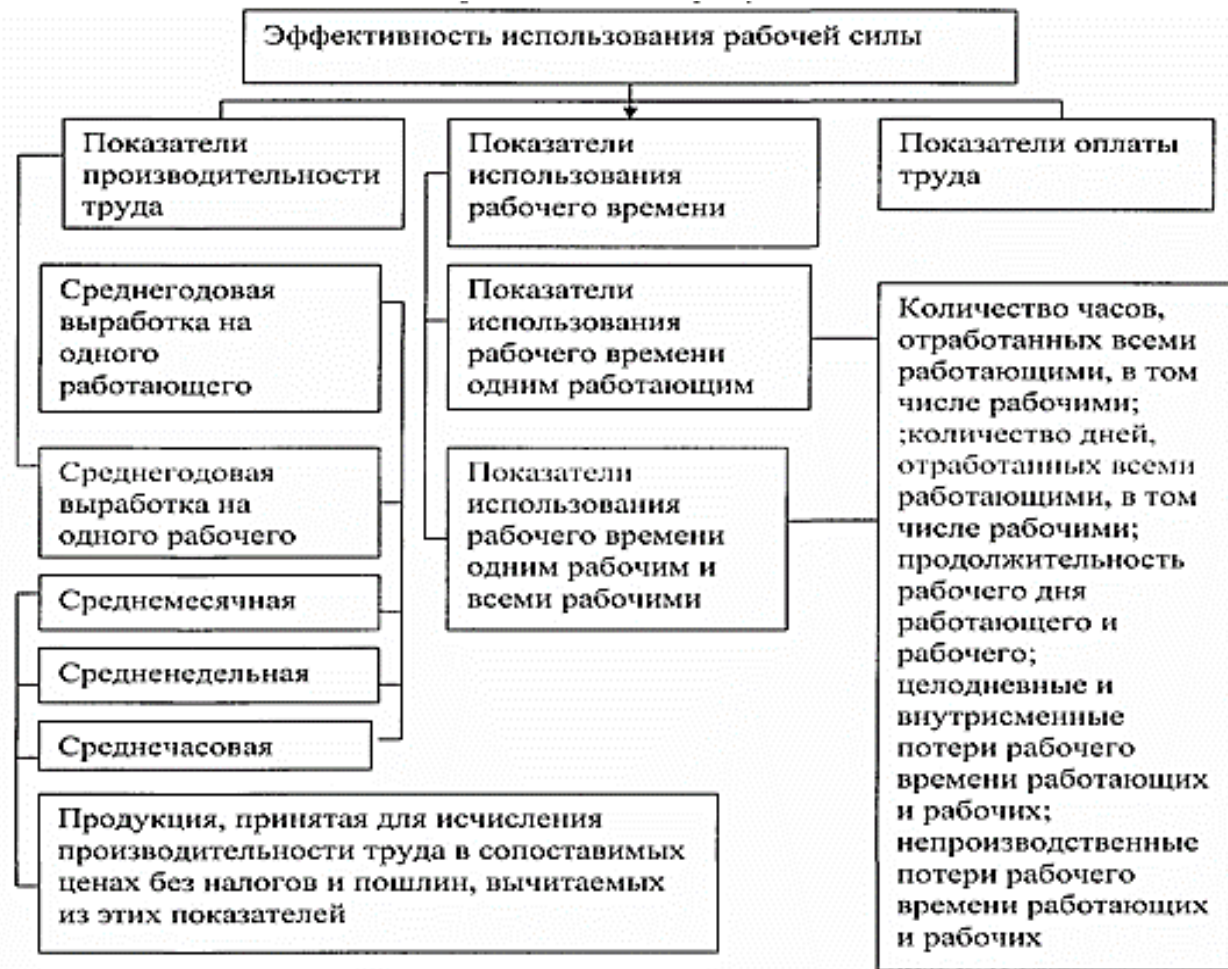 Эффективность использования рабочей силы
Показатели
производительности
труда
Показатели
использования
рабочего времени
Показатели оплаты
труда
Среднегодовая
выработка на
одного
работающего
Показатели
использования
рабочего времени
одним работающим
Количество часов,
отработанных всеми
работающими, в том
числе рабочими;
;количество дней,
отработанных всеми
работающими, в том
числе рабочими;
продолжительность
рабочего дня
работающего и
рабочего;
целодневные и
внутрисменные
потери рабочего
времени работающих
и рабочих;
непроизводственные
потери рабочего
времени работающих
и рабочих
Среднегодовая
выработка на
одного рабочего
Показатели
использования
рабочего времени
одним рабочим и
всеми рабочими
Среднемесячная
Средненедельная
Среднечасовая
Продукция, принятая для исчисления
производительности труда в сопоставимых
ценах без налогов и пошлин, вычитаемых
из этих показателей